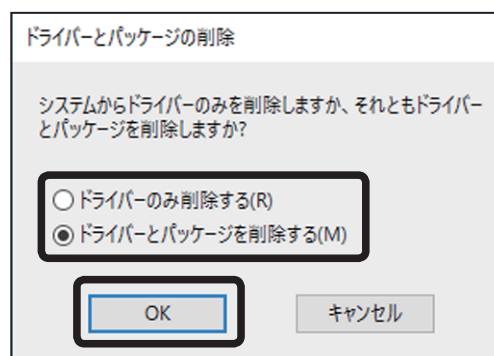 ドライバーとパッケージの削除
システムからドライバーのみを削除しますか、それともドライバー
とパッケージを削除しますか?
ドライバーのみ削除する(R)
ドライバーとパッケージを削除する(M)
OK キャンセル